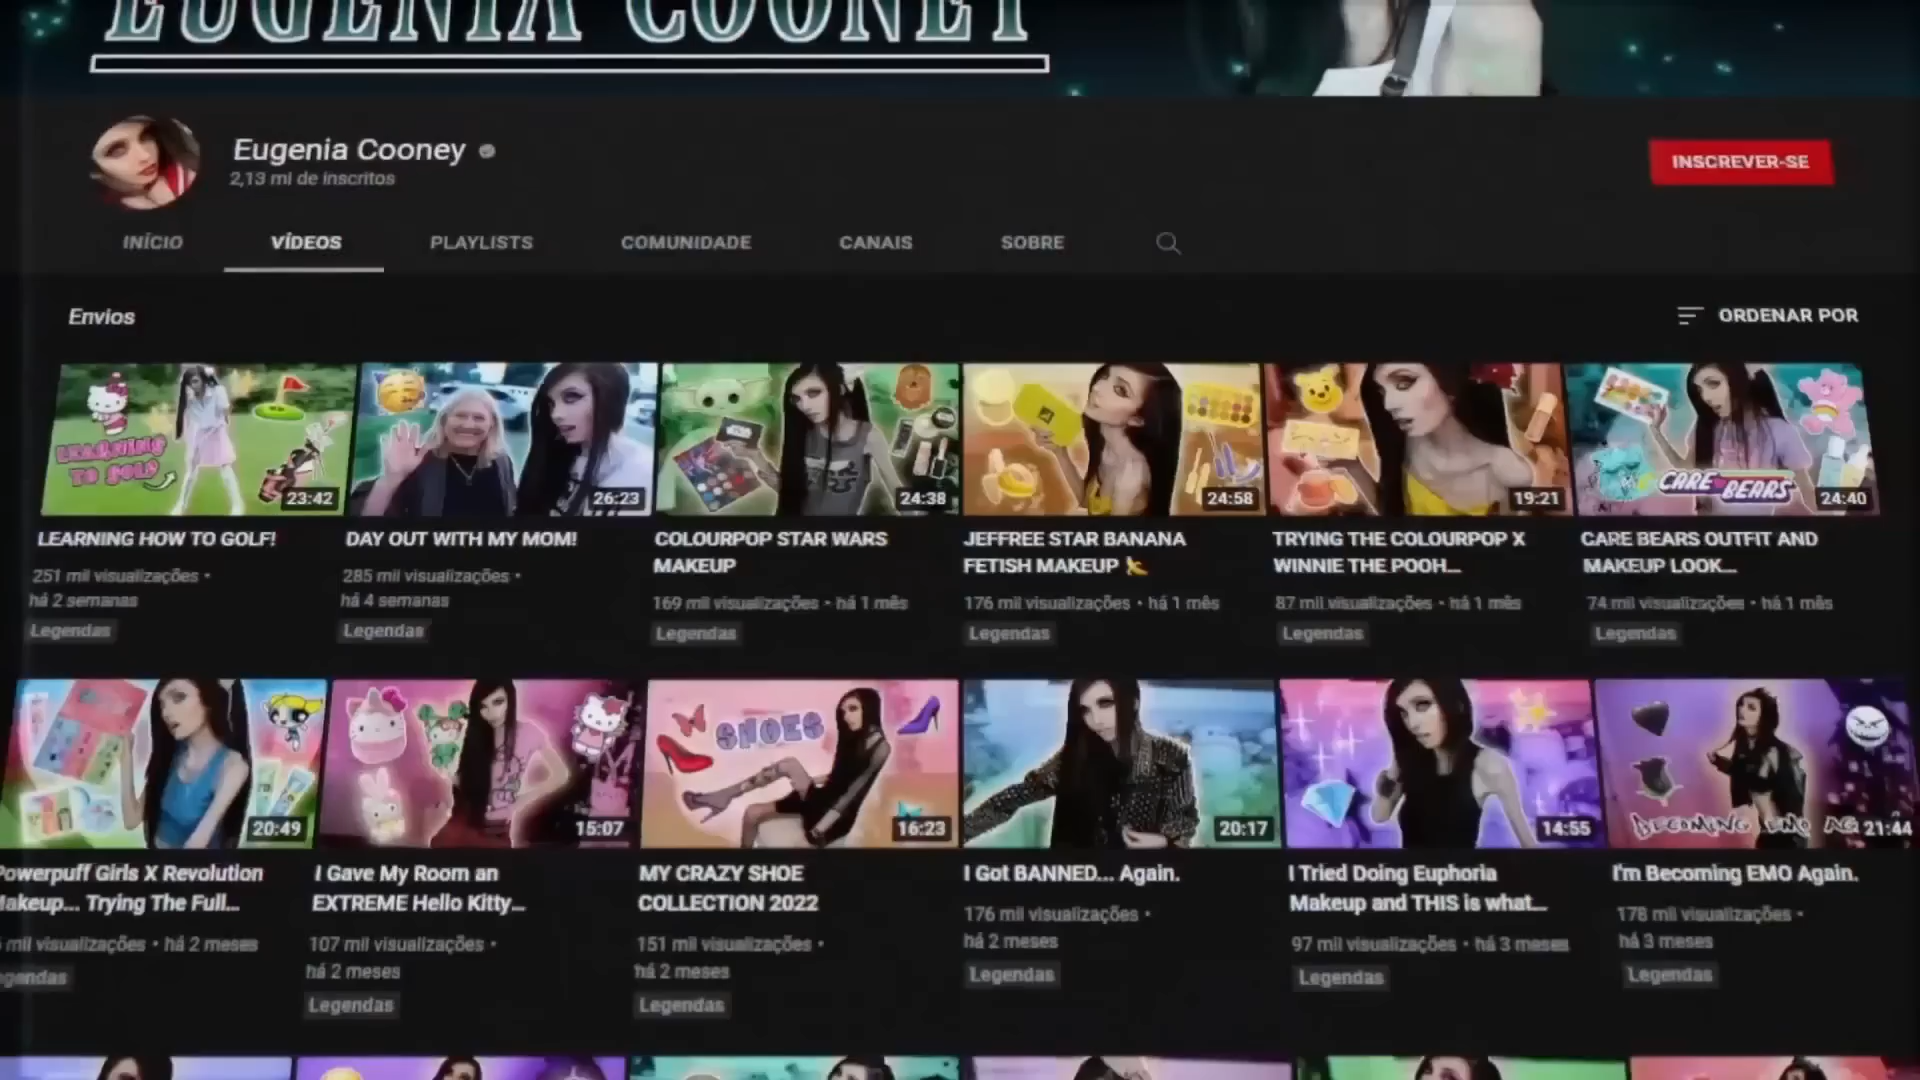 EUGENIA COONEY
Eugenia Cooney
2,13 mi de inscritos
INSCREVER-SE
INÍCIO
VÍDEOS
PLAYLISTS
COMUNIDADE
CANAIS
SOBRE
Envios
ORDENAR POR
LEARNING
TO GOLF
23:42
26:23
24:38
24:58
19:21
CARE BEARS
24:40
LEARNING HOW TO GOLF!
251 mil visualizações •
há 2 semanas
Legendas
DAY OUT WITH MY MOM!
285 mil visualizações •
há 4 semanas
Legendas
COLOURPOP STAR WARS
MAKEUP
169 mil visualizações • há 1 mês
Legendas
JEFFREE STAR BANANA
FETISH MAKEUP
176 mil visualizações • há 1 mês
Legendas
TRYING THE COLOURPOP X
WINNIE THE POOH...
87 mil visualizações • há 1 mês
Legendas
CARE BEARS OUTFIT AND
MAKEUP LOOK...
74 mil visualizações • há 1 mês
Legendas
20:49
15:07
SHOES
16:23
20:17
14:55
BECOMING EMO AG
21:44
Powerpuff Girls X Revolution
Makeup... Trying The Full...
mil visualizações • há 2 meses
gendas
I Gave My Room an
EXTREME Hello Kitty...
107 mil visualizações •
há 2 meses
Legendas
MY CRAZY SHOE
COLLECTION 2022
151 mil visualizações •
há 2 meses
Legendas
I Got BANNED... Again.
176 mil visualizações •
há 2 meses
Legendas
I Tried Doing Euphoria
Makeup and THIS is what...
97 mil visualizações • há 3 meses
Legendas
I'm Becoming EMO Again.
178 mil visualizações •
há 3 meses
Legendas